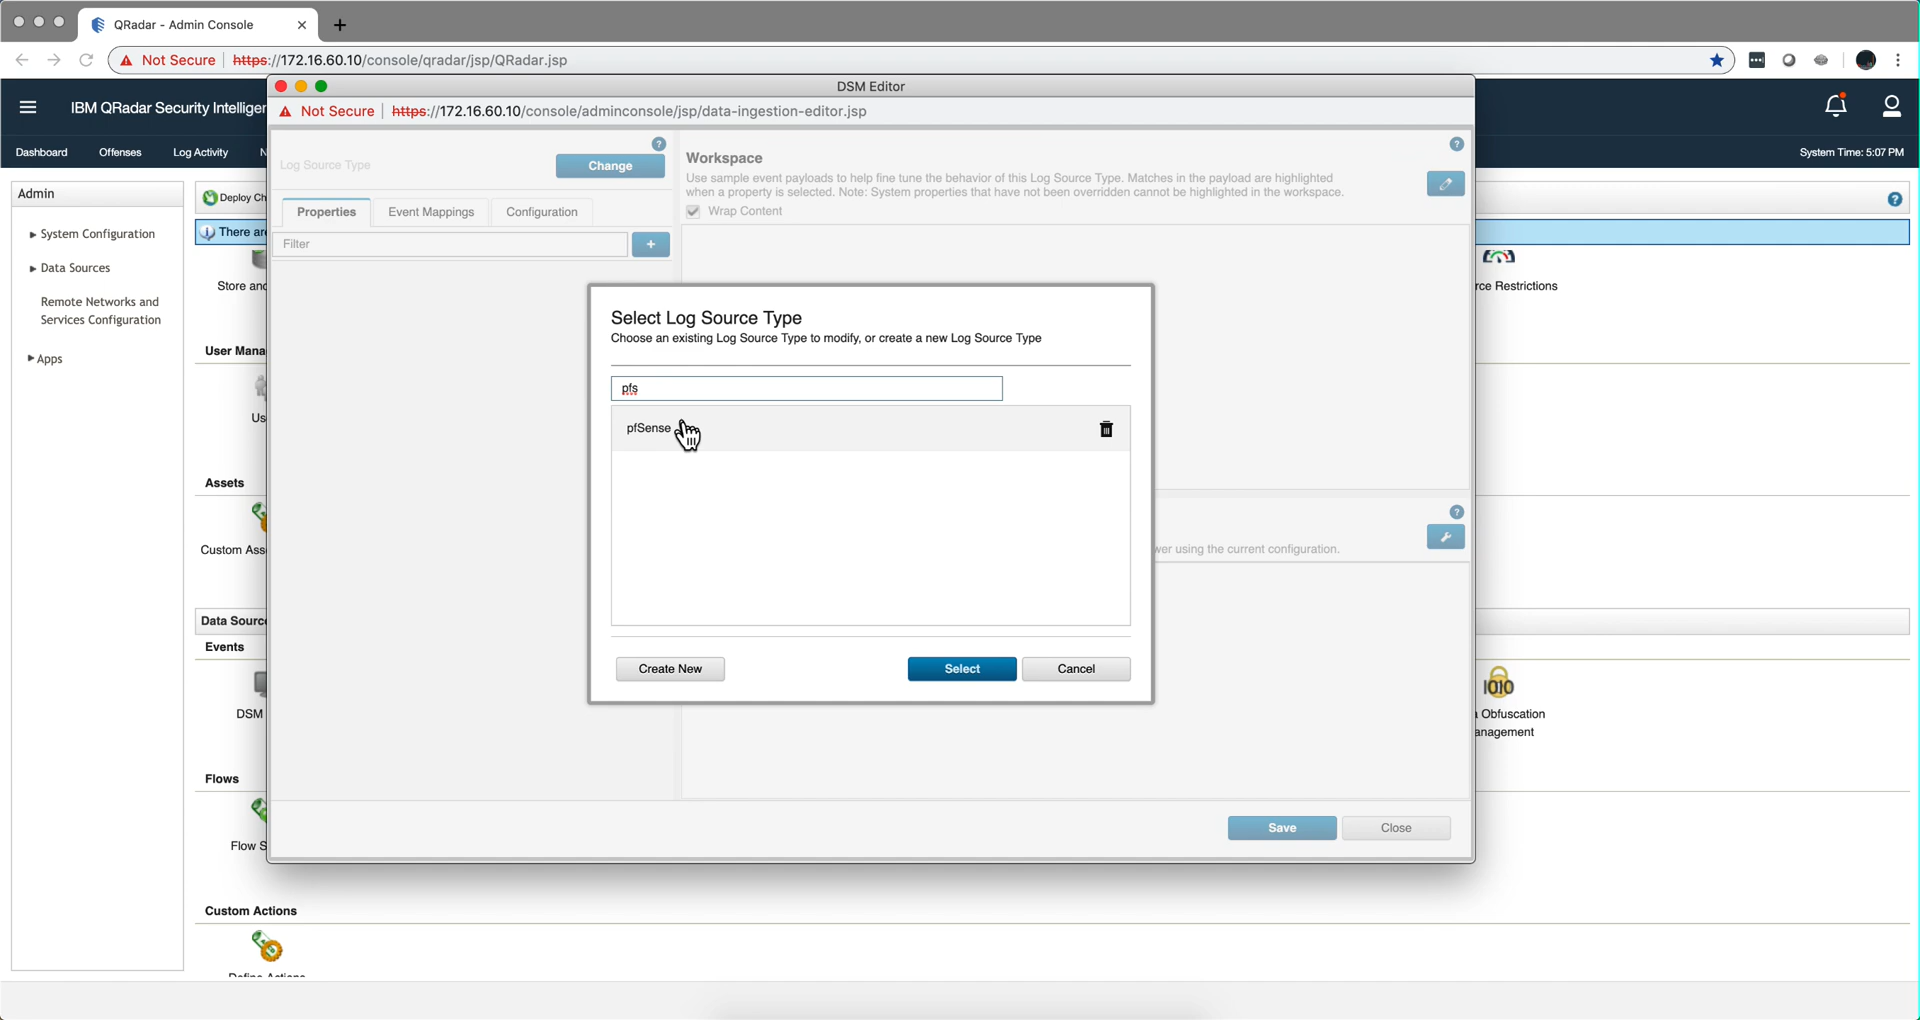 QRadar - Admin Console
Not Secure
https://172.16.60.10/console/qradar/jsp/QRadar.jsp
DSM Editor
Not Secure
https://172.16.60.10/console/adminconsole/jsp/data-ingestion-editor.jsp
IBM QRadar Security Intelliger
Dashboard
Offenses
Log Activity
N
System Time: 5:07 PM
Admin
System Configuration
Data Sources
Remote Networks and
Services Configuration
Apps
Deploy Ch
There are
Store and
User Mana
Us
Assets
Custom Ass
Data Source
Events
DSM
Flows
Flow S
Custom Actions
Define Actions
Log Source Type
Change
Properties
Event Mappings
Configuration
Filter
Workspace
Use sample event payloads to help fine tune the behavior of this Log Source Type. Matches in the payload are highlighted
when a property is selected. Note: System properties that have not been overridden cannot be highlighted in the workspace.
Wrap Content
Select Log Source Type
Choose an existing Log Source Type to modify, or create a new Log Source Type
pfs
pfSense
Create New
Select
Cancel
wer using the current configuration.
Save
Close
rce Restrictions
Obfuscation
anagement